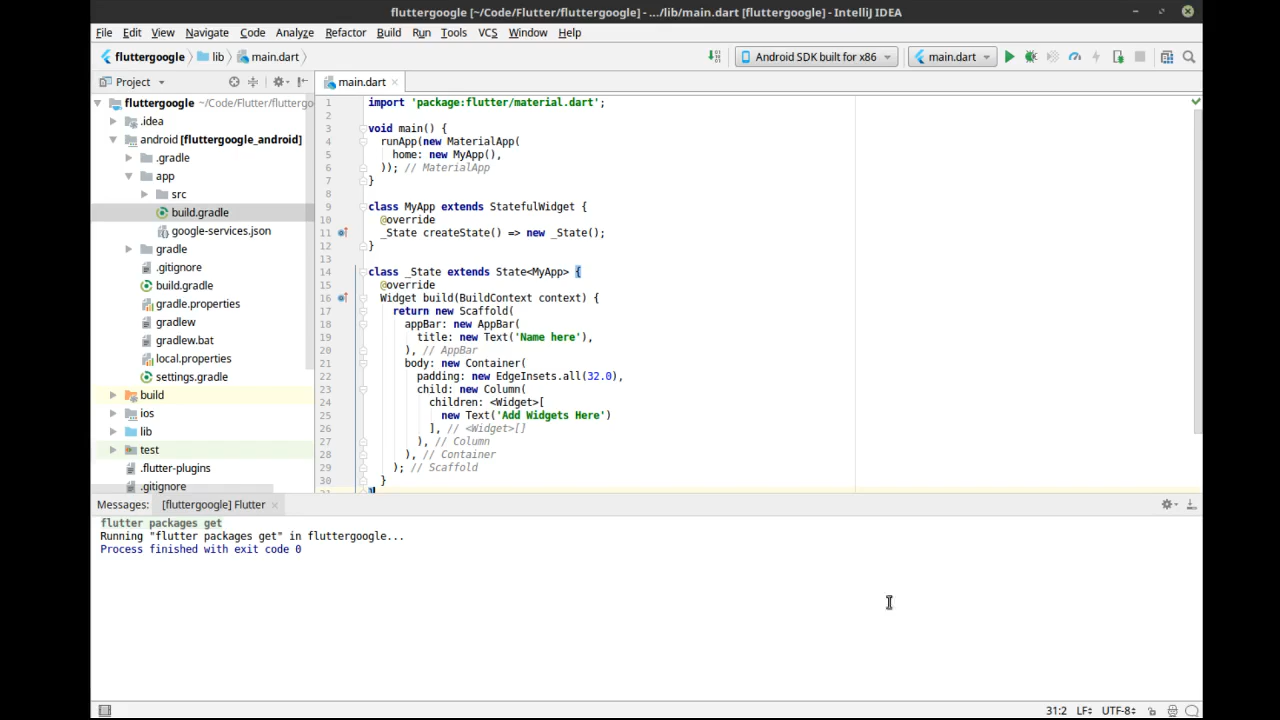 fluttergoogle [~/Code/Flutter/fluttergoogle] - .../lib/main.dart [fluttergoogle] - IntelliJ IDEA
File Edit View Navigate Code Analyze Refactor Build Run Tools VCS Window Help
fluttergoogle lib main.dart Android SDK built for x86 main.dart
Project main.dart
fluttergoogle ~/Code/Flutter/fluttergo
.idea
android [fluttergoogle_android]
.gradle
app
src
build.gradle
google-services.json
gradle
.gitignore
build.gradle
gradle.properties
gradlew
gradlew.bat
local.properties
settings.gradle
build
ios
lib
test
.flutter-plugins
.gitignore
1 import 'package:flutter/material.dart';
2
3 void main() {
4 runApp(new MaterialApp(
5 home: new MyApp(),
6 )); // MaterialApp
7 }
8
9 class MyApp extends StatefulWidget {
10 @override
11 _State createState() => new _State();
12 }
13
14 class _State extends State<MyApp> {
15 @override
16 Widget build(BuildContext context) {
17 return new Scaffold(
18 appBar: new AppBar(
19 title: new Text('Name here'),
20 ), // AppBar
21 body: new Container(
22 padding: new EdgeInsets.all(32.0),
23 child: new Column(
24 children: <Widget>[
25 new Text('Add Widgets Here')
26 ], // <Widget>[]
27 ), // Column
28 ), // Container
29 ); // Scaffold
30 }
31 }
Messages: [fluttergoogle] Flutter
flutter packages get
Running "flutter packages get" in fluttergoogle...
Process finished with exit code 0
31:2 LF UTF-8